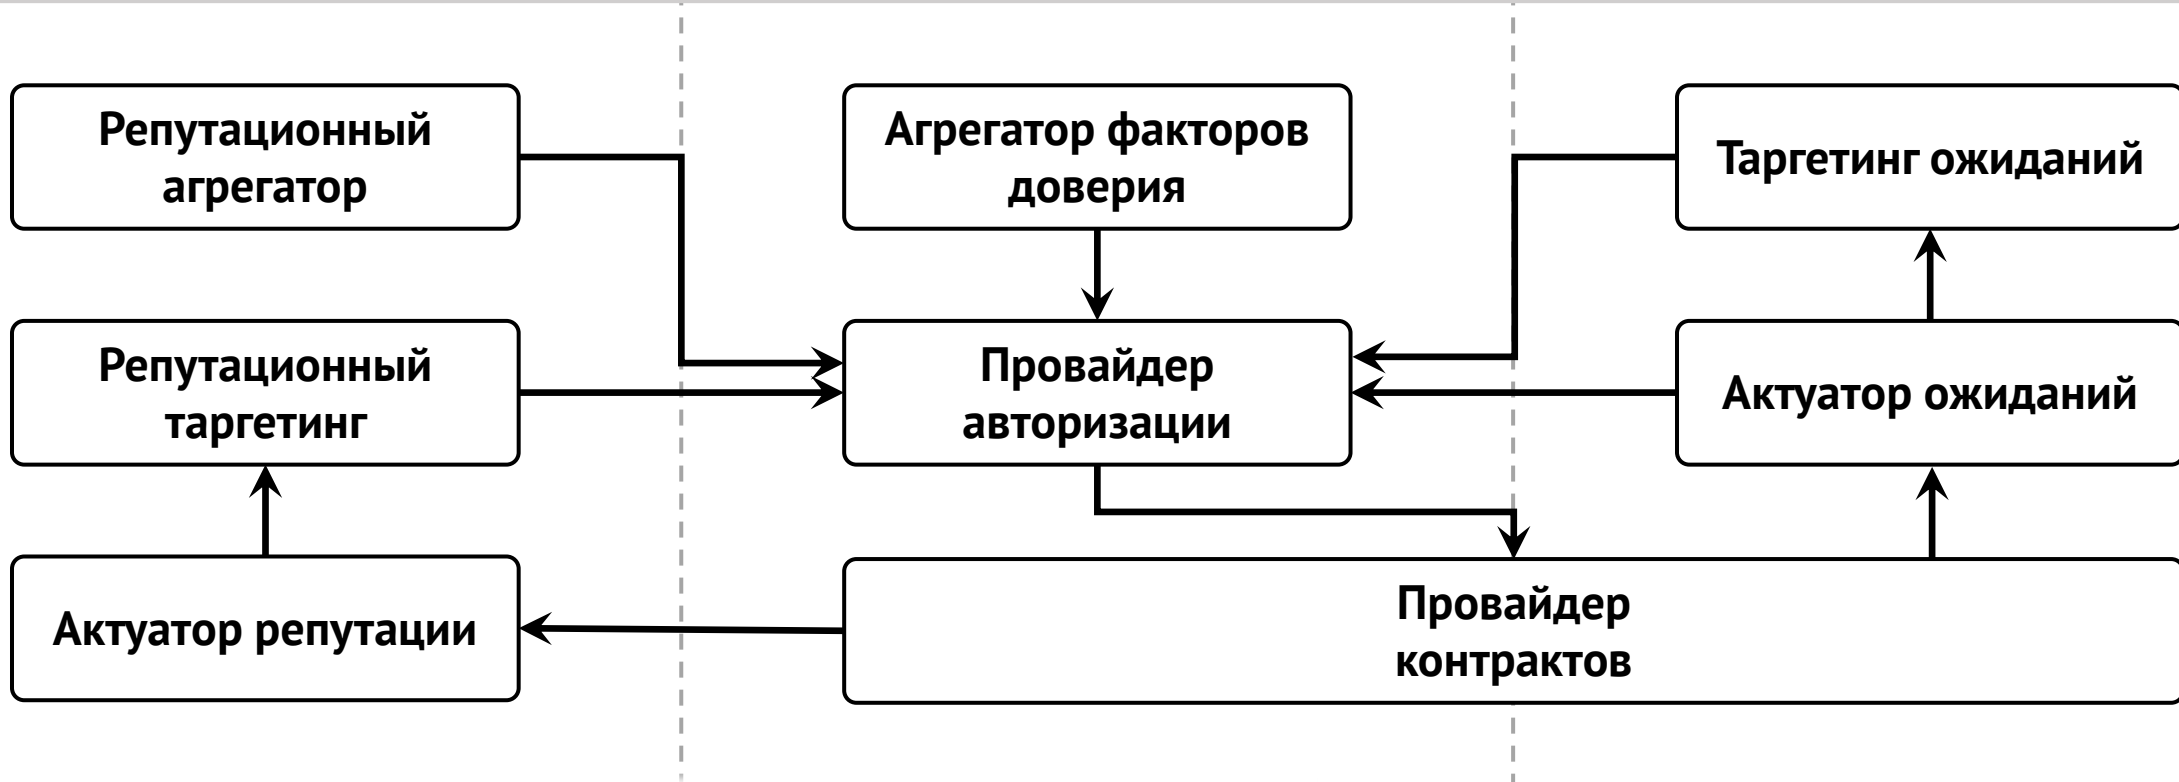 Репутационный
агрегатор
Агрегатор факторов
доверия
Таргетинг ожиданий
Репутационный
таргетинг
Провайдер
авторизации
Актуатор ожиданий
Актуатор репутации
Провайдер
контрактов